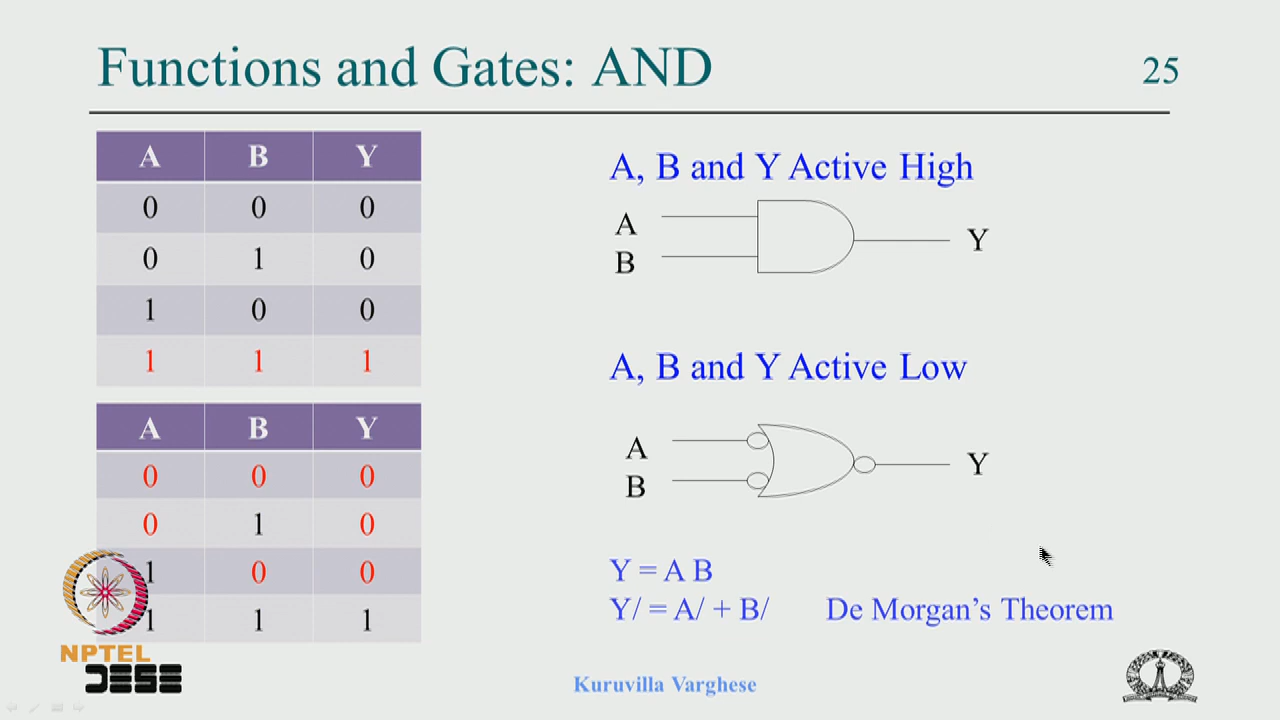 Functions and Gates: AND
25
A B Y
0 0 0
0 1 0
1 0 0
1 1 1
A B Y
0 0 0
0 1 0
1 0 0
1 1 1
A, B and Y Active High
A
B
Y
A, B and Y Active Low
A
B
Y
Y = A B
Y/ = A/ + B/ De Morgan's Theorem
NPTEL
DESE
Kuruvilla Varghese